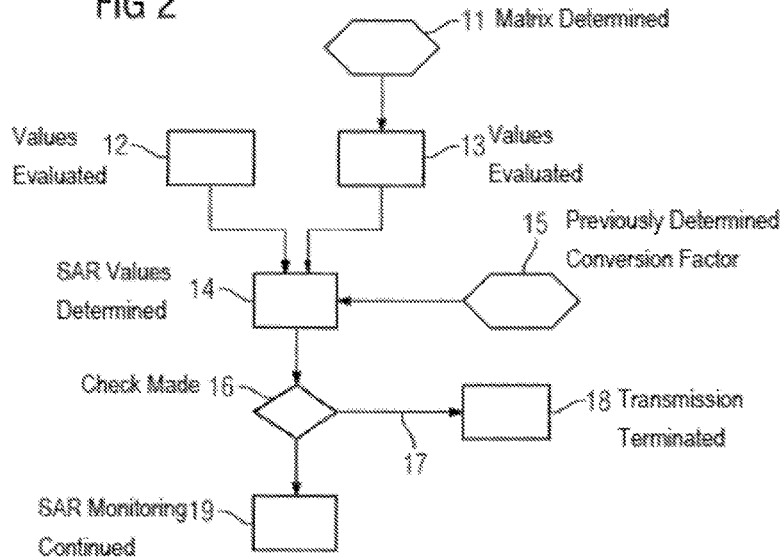 FIG 2
11 Matrix Determined
Values
Evaluated
12
13
Values
Evaluated
15
Previously Determined
Conversion Factor
SAR Values
Determined
14
Check Made 16
17
18 Transmission
Terminated
SAR Monitoring 19
Continued